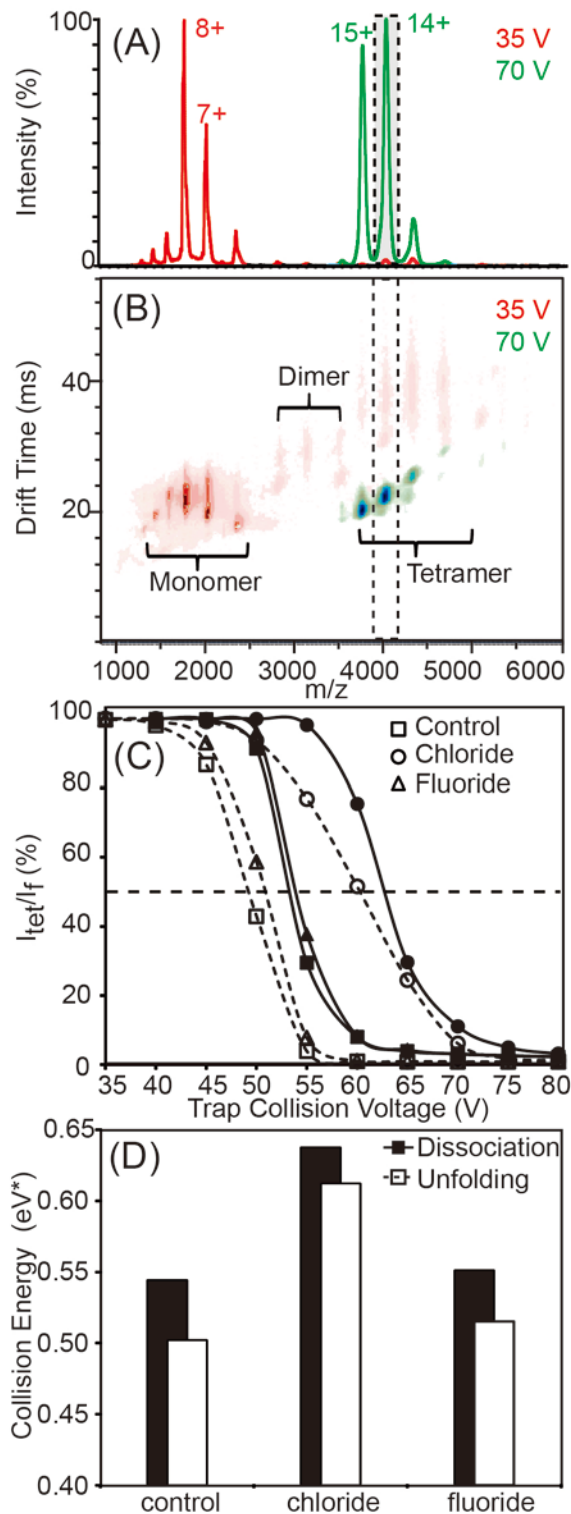 (A)
100%
8+
7+
15+
14+
35 V
70 V
Intensity (%)
0
(B)
35 V
70 V
Dimer
40
20
Drift Time (ms)
Monomer
Tetramer
1000 2000 3000 4000 5000 6000
m/z
(C)
100
80
60
40
20
0
Itet/If (%)
Control
Chloride
Fluoride
35 40 45 50 55 60 65 70 75 80
Trap Collision Voltage (V)
(D)
0.65
0.60
0.55
0.50
0.45
0.40
Collision Energy (eV*)
Dissociation
Unfolding
control chloride fluoride